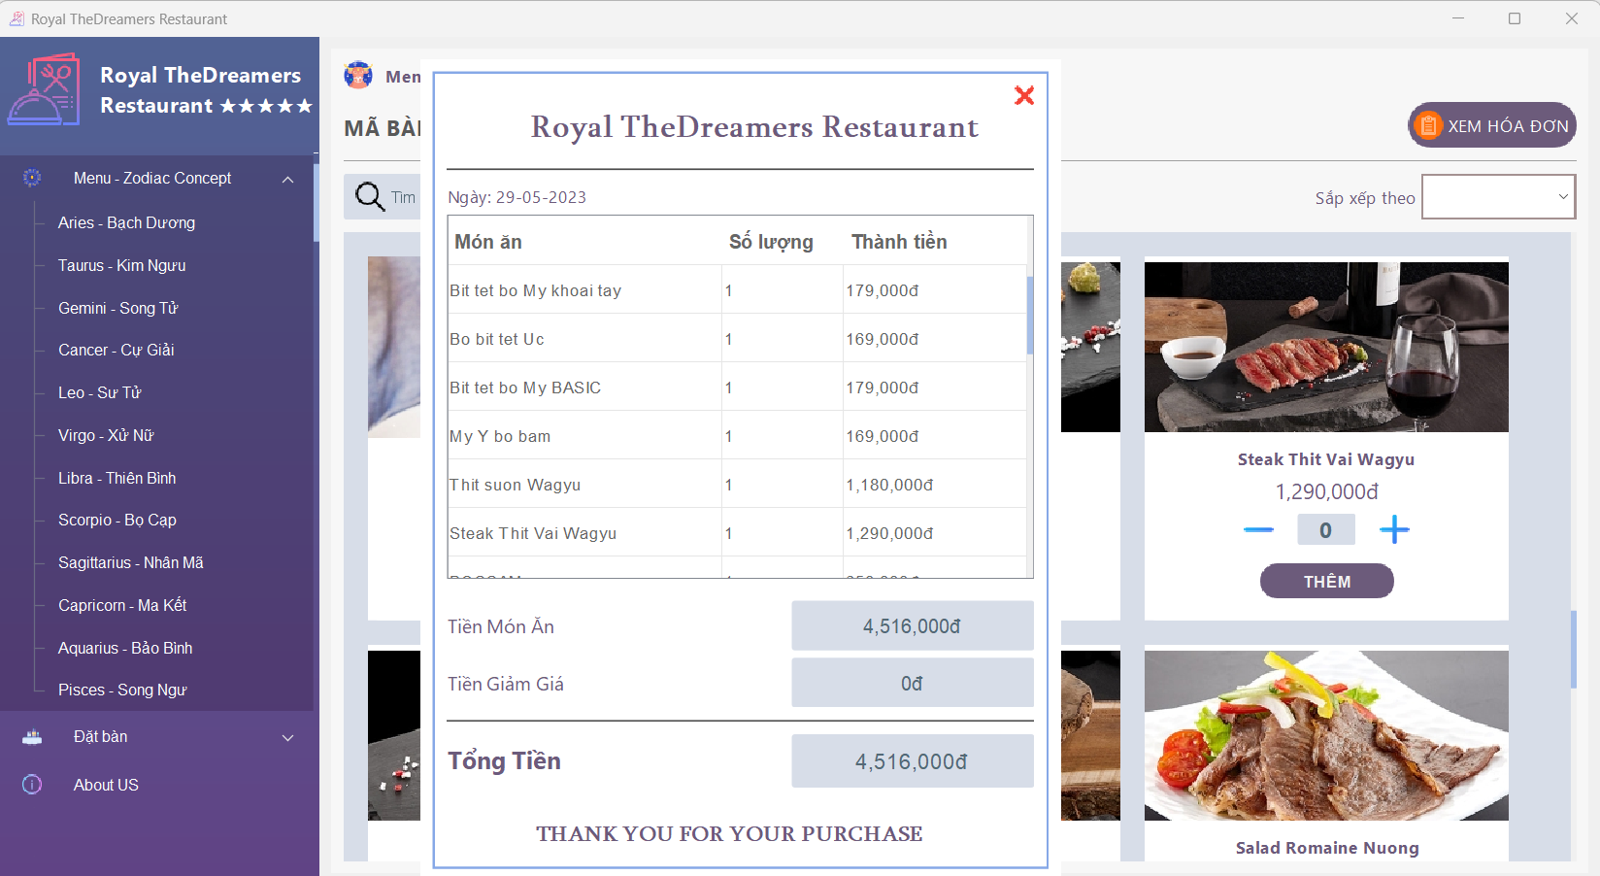 Royal TheDreamers Restaurant
Royal TheDreamers
Restaurant ★★★★★
Menu - Zodiac Concept
Aries - Bạch Dương
Taurus - Kim Ngưu
Gemini - Song Tử
Cancer - Cự Giải
Leo - Sư Tử
Virgo - Xử Nữ
Libra - Thiên Bình
Scorpio - Bọ Cạp
Sagittarius - Nhân Mã
Capricorn - Ma Kết
Aquarius - Bảo Bình
Pisces - Song Ngư
Đặt bàn
About US
MÃ
XEM HÓA ĐƠN
Tìm
Sắp xếp theo
Royal TheDreamers Restaurant
Ngày: 29-05-2023
Món ăn Số lượng Thành tiền
Bit tet bo My khoai tay 1 179,000đ
Bo bit tet Uc 1 169,000đ
Bit tet bo My BASIC 1 179,000đ
My Y bo bam 1 169,000đ
Thit suon Wagyu 1 1,180,000đ
Steak Thit Vai Wagyu 1 1,290,000đ
Tiền Món Ăn 4,516,000đ
Tiền Giảm Giá 0đ
Tổng Tiền 4,516,000đ
THANK YOU FOR YOUR PURCHASE
Steak Thit Vai Wagyu
1,290,000đ
0
THÊM
Salad Romaine Nuong